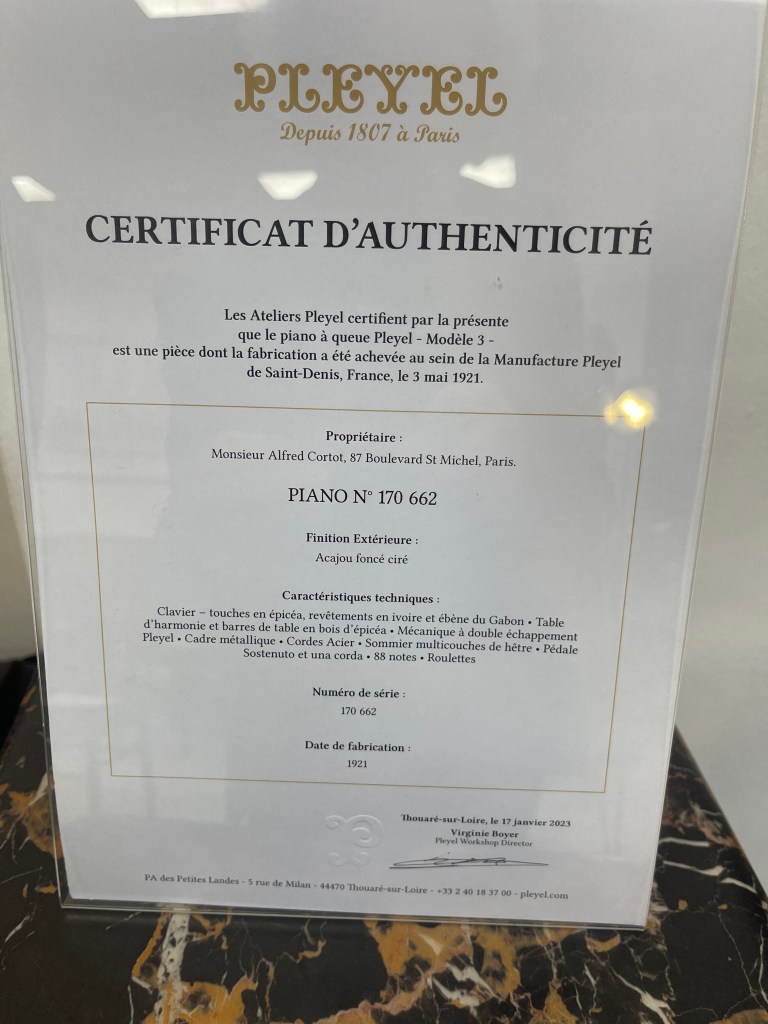 PLEYEL
Depuis 1807 à Paris
CERTIFICAT D'AUTHENTICITÉ
Les Ateliers Pleyel certifient par la présente
que le piano à queue Pleyel - Modèle 3 -
est une pièce dont la fabrication a été achevée au sein de la Manufacture Pleyel
de Saint-Denis, France, le 3 mai 1921.
Propriétaire :
Monsieur Alfred Cortot, 87 Boulevard St Michel, Paris.
PIANO N° 170 662
Finition Extérieure :
Acajou foncé ciré
Caractéristiques techniques :
Clavier – touches en épicéa, revêtements en ivoire et ébène du Gabon • Table
d'harmonie et barres de table en bois d'épicéa • Mécanique à double échappement
Pleyel • Cadre métallique • Cordes Acier • Sommier multicouches de hêtre • Pédale
Sostenuto et una corda • 88 notes • Roulettes
Numéro de série :
170 662
Date de fabrication :
1921
Thouaré-sur-Loire, le 17 janvier 2023
Virginie Boyer
Pleyel Workshop Director
PA des Petites Landes - 5 rue de Milan - 44470 Thouaré-sur-Loire - +33 2 40 18 37 00 - pleyel.com